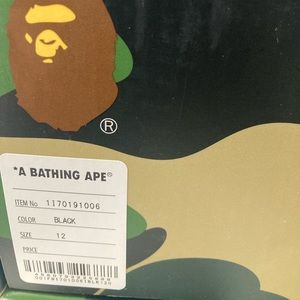 ®
"A BATHING APE®
ITEM No 1170191006
COLOR BLACK
SIZE 12
PRICE